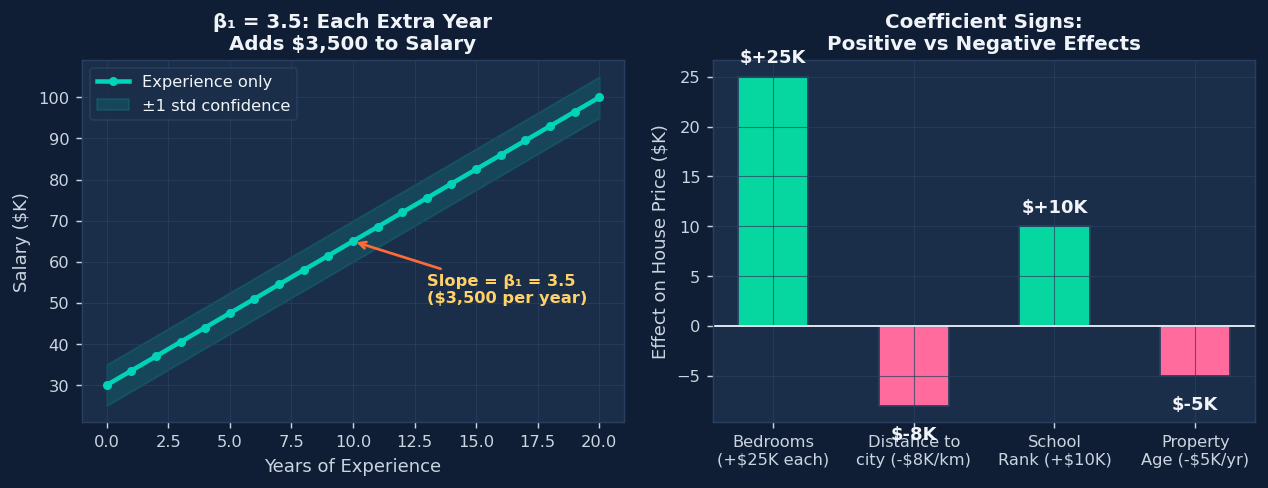 β₁ = 3.5: Each Extra Year
Adds $3,500 to Salary
Experience only
±1 std confidence
Salary ($K)
100
90
80
70
60
50
40
30
Slope = β₁ = 3.5
($3,500 per year)
0.0 2.5 5.0 7.5 10.0 12.5 15.0 17.5 20.0
Years of Experience
Coefficient Signs:
Positive vs Negative Effects
Effect on House Price ($K)
25
20
15
10
5
0
−5
$+25K
$-8K
$+10K
$-5K
Bedrooms
(+$25K each)
Distance to
city (-$8K/km)
School
Rank (+$10K)
Property
Age (-$5K/yr)